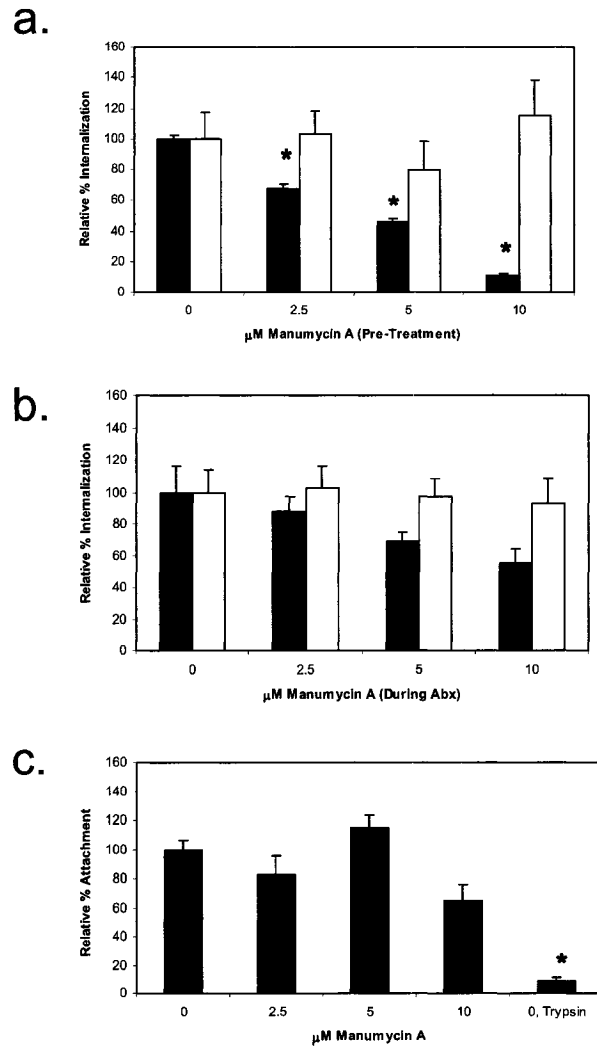 a.
Relative % Internalization
160
140
120
100
80
60
40
20
0
*
*
*
0 2.5 5 10
μM Manumycin A (Pre-Treatment)
b.
Relative % Internalization
160
140
120
100
80
60
40
20
0
0 2.5 5 10
μM Manumycin A (During Abx)
c.
Relative % Attachment
160
140
120
100
80
60
40
20
0
*
0 2.5 5 10 0, Trypsin
μM Manumycin A